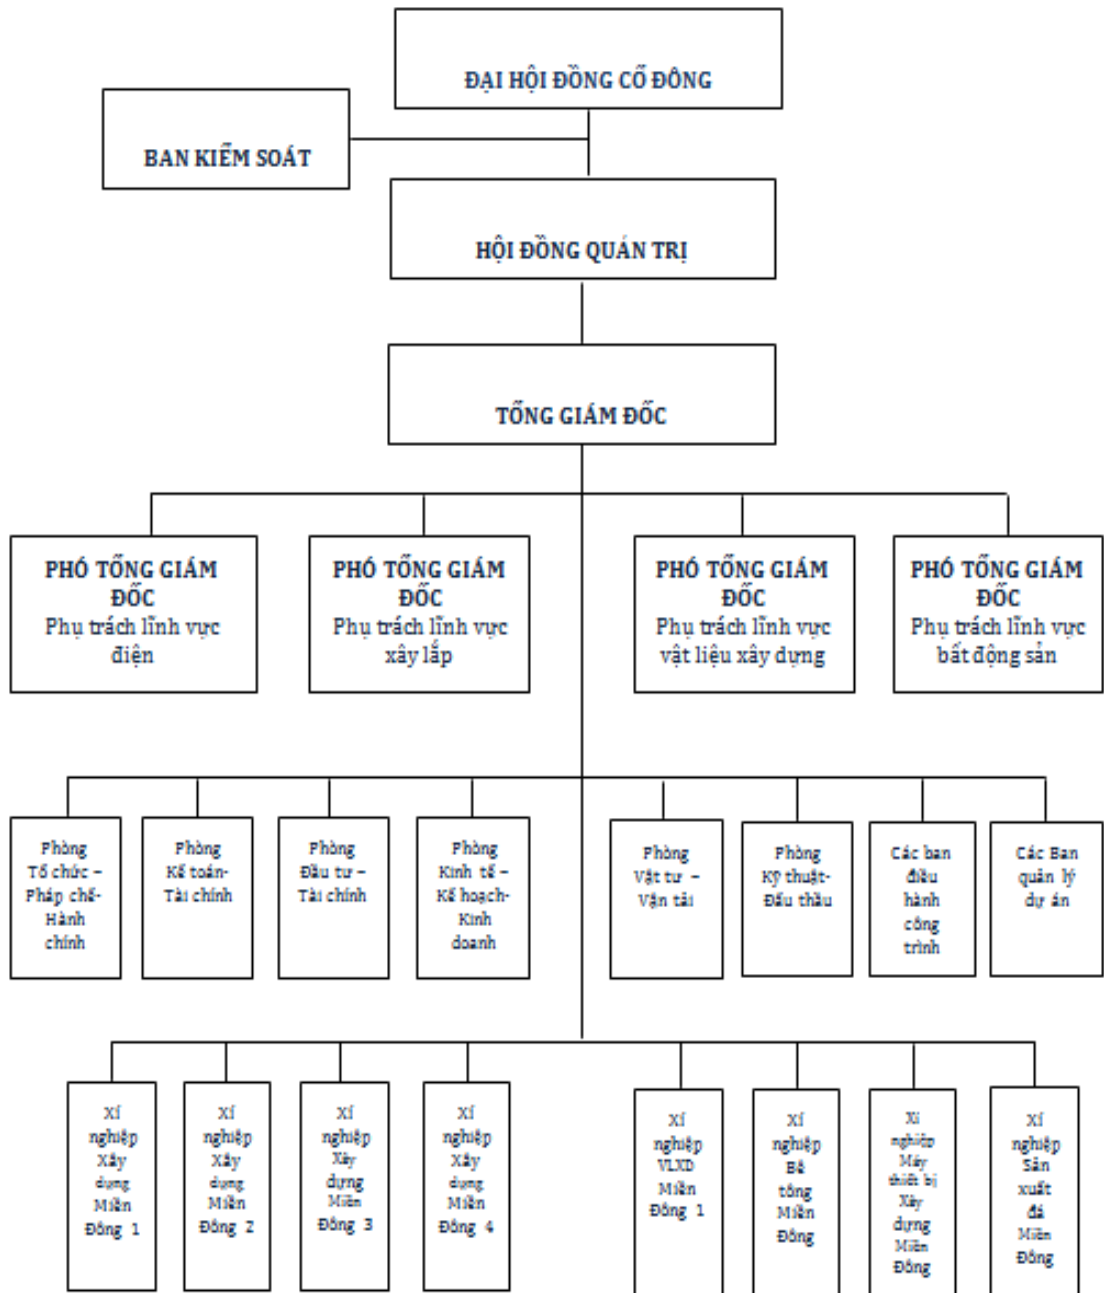 ĐẠI HỘI ĐỒNG CỔ ĐÔNG
BAN KIỂM SOÁT
HỘI ĐỒNG QUẢN TRỊ
TỔNG GIÁM ĐỐC
PHÓ TỔNG GIÁM
ĐỐC
Phụ trách lĩnh vực
điện
PHÓ TỔNG GIÁM
ĐỐC
Phụ trách lĩnh vực
xây lắp
PHÓ TỔNG GIÁM
ĐỐC
Phụ trách lĩnh vực
vật liệu xây dựng
PHÓ TỔNG GIÁM
ĐỐC
Phụ trách lĩnh vực
bất động sản
Phòng
Tổ chức –
Pháp chế-
Hành
chính
Phòng
Kế toán-
Tài chính
Phòng
Đầu tư –
Tài chính
Phòng
Kinh tế –
Kế hoạch-
Kinh
doanh
Phòng
Vật tư –
Vận tải
Phòng
Kỹ thuật-
Đấu thầu
Các ban
điều
hành
công
trình
Các Ban
quản lý
dự án
Xí
nghiệp
Xây
dựng
Miền
Đông 1
Xí
nghiệp
Xây
dựng
Miền
Đông 2
Xí
nghiệp
Xây
dựng
Miền
Đông 3
Xí
nghiệp
Xây
dựng
Miền
Đông 4
Xí
nghiệp
VLXD
Miền
Đông 1
Xí
nghiệp
Bê
tông
Miền
Đông
Xí
nghiệp
Máy
thiết bị
Xây
dựng
Miền
Đông
Xí
nghiệp
Sản
xuất
đá
Miền
Đông